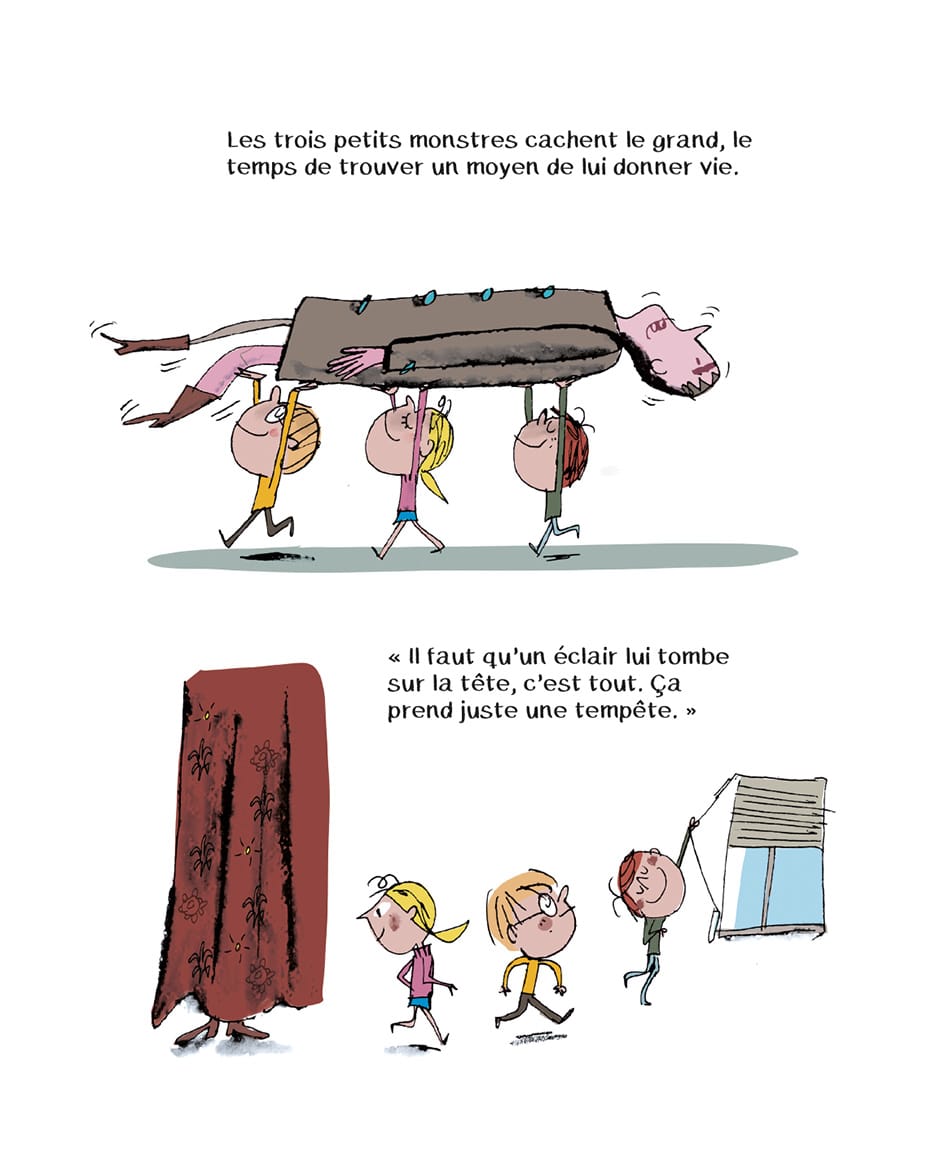 Les trois petits monstres cachent le grand, le
temps de trouver un moyen de lui donner vie.
« Il faut qu'un éclair lui tombe
sur la tête, c'est tout. Ça
prend juste une tempête. »